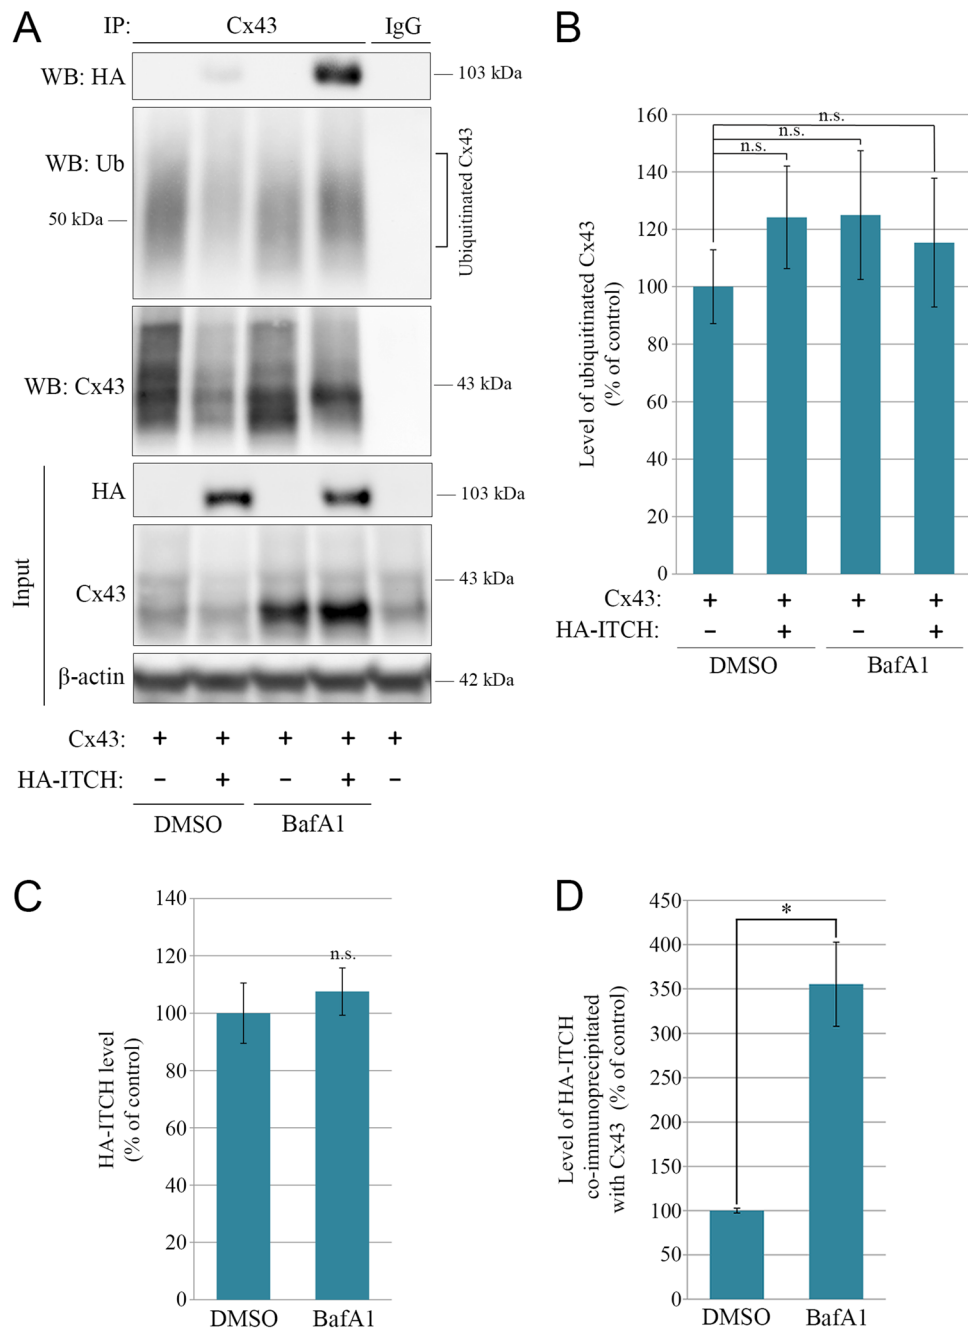 A
IP: Cx43 IgG
WB: HA
103 kDa
WB: Ub
50 kDa
Ubiquitinated Cx43
WB: Cx43
43 kDa
Input
HA
103 kDa
Cx43
43 kDa
β-actin
42 kDa
Cx43: + + + + +
HA-ITCH: − + − + −
DMSO BafA1
B
Level of ubiquitinated Cx43
(% of control)
160
140
120
100
80
60
40
20
0
n.s.
n.s.
n.s.
Cx43: + + + +
HA-ITCH: − + − +
DMSO BafA1
C
HA-ITCH level
(% of control)
140
120
100
80
60
40
20
0
n.s.
DMSO BafA1
D
Level of HA-ITCH
co-immunoprecipitated
with Cx43 (% of control)
450
400
350
300
250
200
150
100
50
0
*
DMSO BafA1